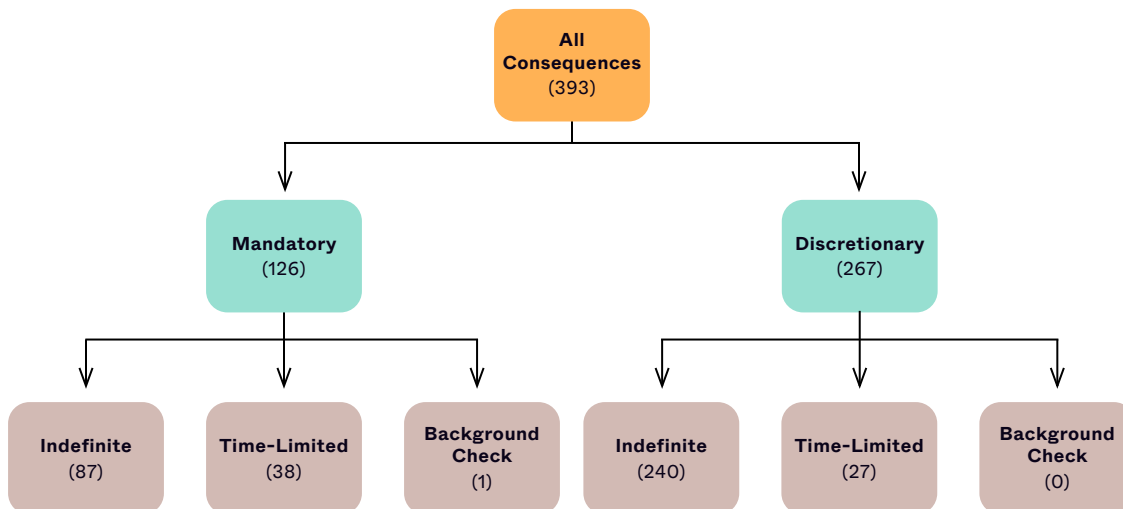 All
Consequences
(393)
Mandatory
(126)
Discretionary
(267)
Indefinite
(87)
Time-Limited
(38)
Background
Check
(1)
Indefinite
(240)
Time-Limited
(27)
Background
Check
(0)